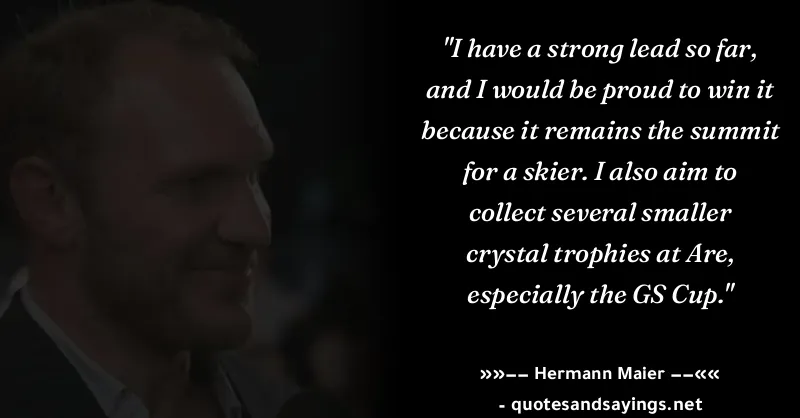 "I have a strong lead so far,
and I would be proud to win it
because it remains the summit
for a skier. I also aim to
collect several smaller
crystal trophies at Are,
especially the GS Cup."
»»–– Hermann Maier ––««
- quotesandsayings.net